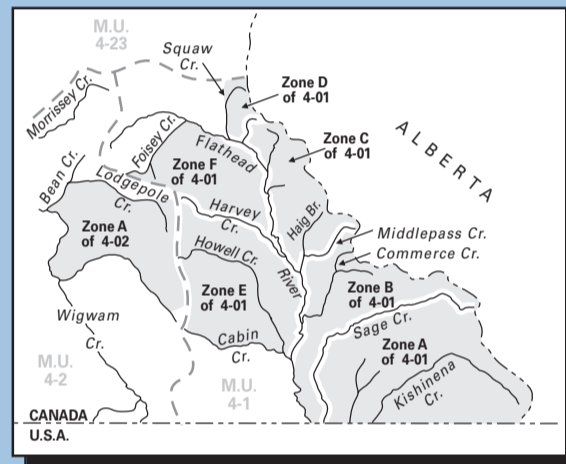 M.U.
4-23
Squaw
Cr.
Zone D
of 4-01
Morrissey Cr.
Foisey Cr.
Flathead
Zone C
of 4-01
ALBERTA
Bean Cr.
Lodgepole
Cr.
Zone F
of 4-01
Harvey
Cr.
Haig Br.
Zone A
of 4-02
Middlepass Cr.
Commerce Cr.
Howell Cr.
River
Zone E
of 4-01
Zone B
of 4-01
Wigwam
Cr.
Sage Cr.
Cabin
Cr.
Zone A
of 4-01
M.U.
4-2
M.U.
4-1
Kishinena
Cr.
CANADA
U.S.A.